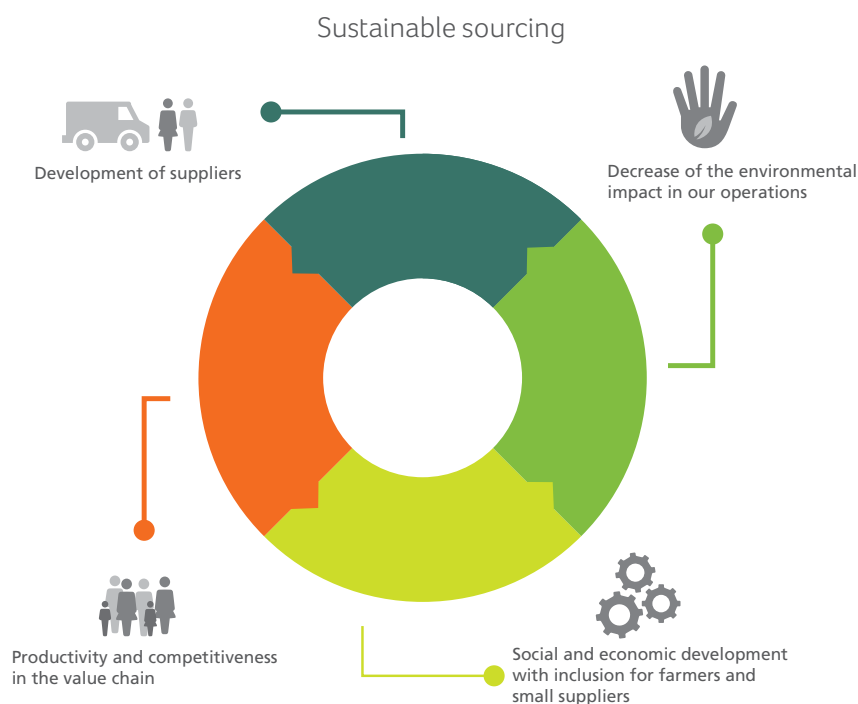 Sustainable sourcing
Development of suppliers
Decrease of the environmental
impact in our operations
Productivity and competitiveness
in the value chain
Social and economic development
with inclusion for farmers and
small suppliers